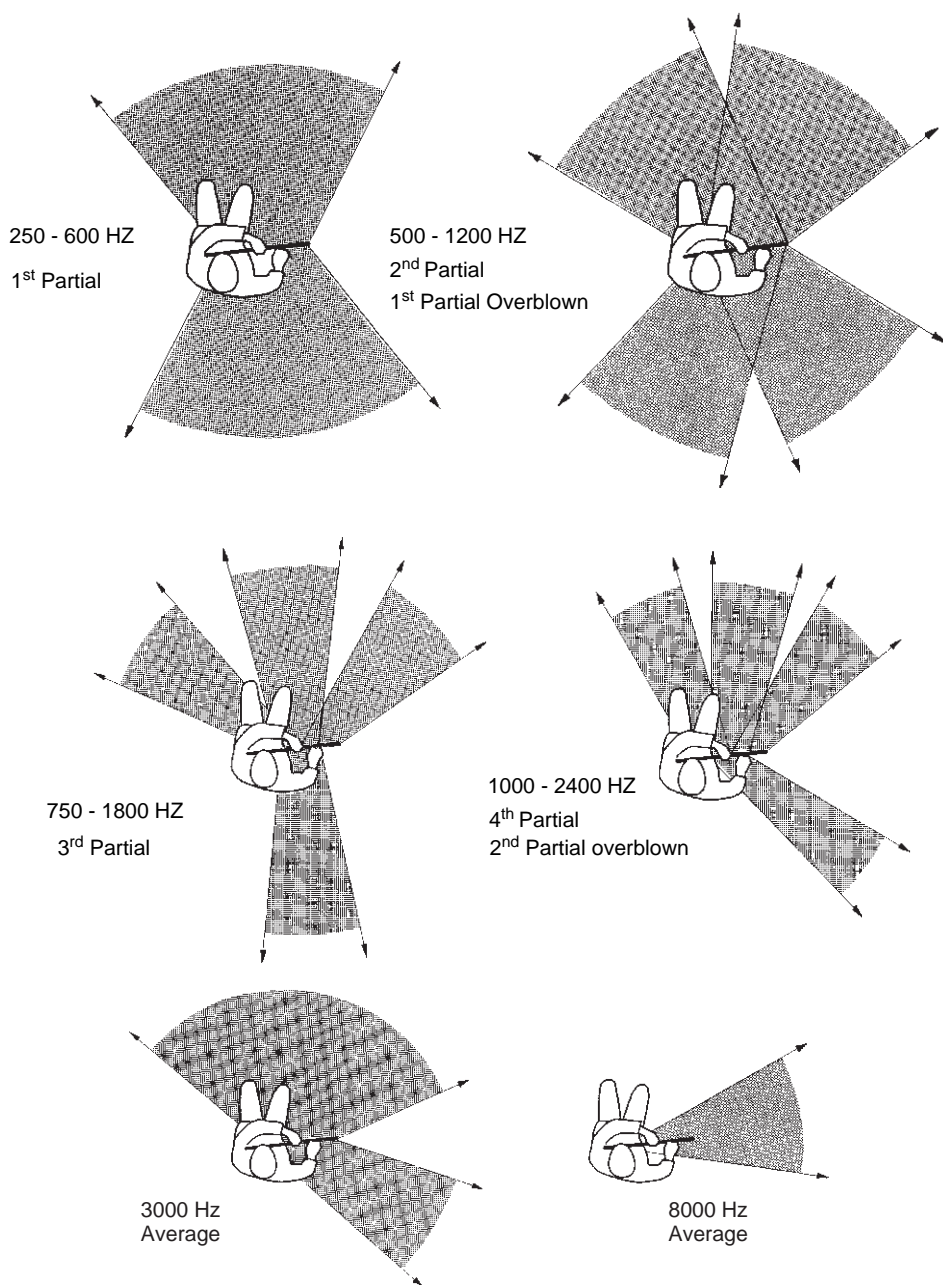 250 - 600 HZ
1st Partial
500 - 1200 HZ
2nd Partial
1st Partial Overblown
750 - 1800 HZ
3rd Partial
1000 - 2400 HZ
4th Partial
2nd Partial overblown
3000 Hz
Average
8000 Hz
Average